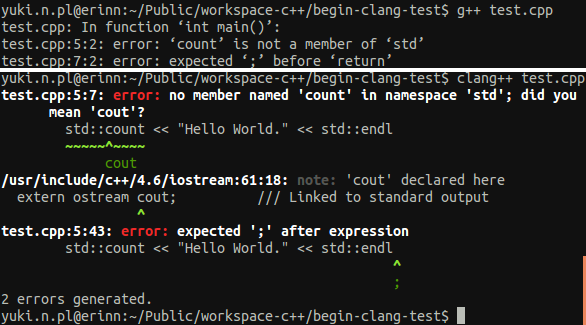 yuki.n.pl@erinn:~/Public/workspace-c++/begin-clang-test$ g++ test.cpp
test.cpp: In function ‘int main()’:
test.cpp:5:2: error: ‘count’ is not a member of ‘std’
test.cpp:7:2: error: expected ‘;’ before ‘return’
yuki.n.pl@erinn:~/Public/workspace-c++/begin-clang-test$ clang++ test.cpp
test.cpp:5:7: error: no member named 'count' in namespace 'std'; did you
      mean 'cout'?
        std::count << "Hello World." << std::endl
        ~~~~~^~~~~
             cout
/usr/include/c++/4.6/iostream:61:18: note: 'cout' declared here
  extern ostream cout;          /// Linked to standard output
                 ^
test.cpp:5:43: error: expected ';' after expression
        std::count << "Hello World." << std::endl
                                                 ^
                                                 ;
2 errors generated.
yuki.n.pl@erinn:~/Public/workspace-c++/begin-clang-test$